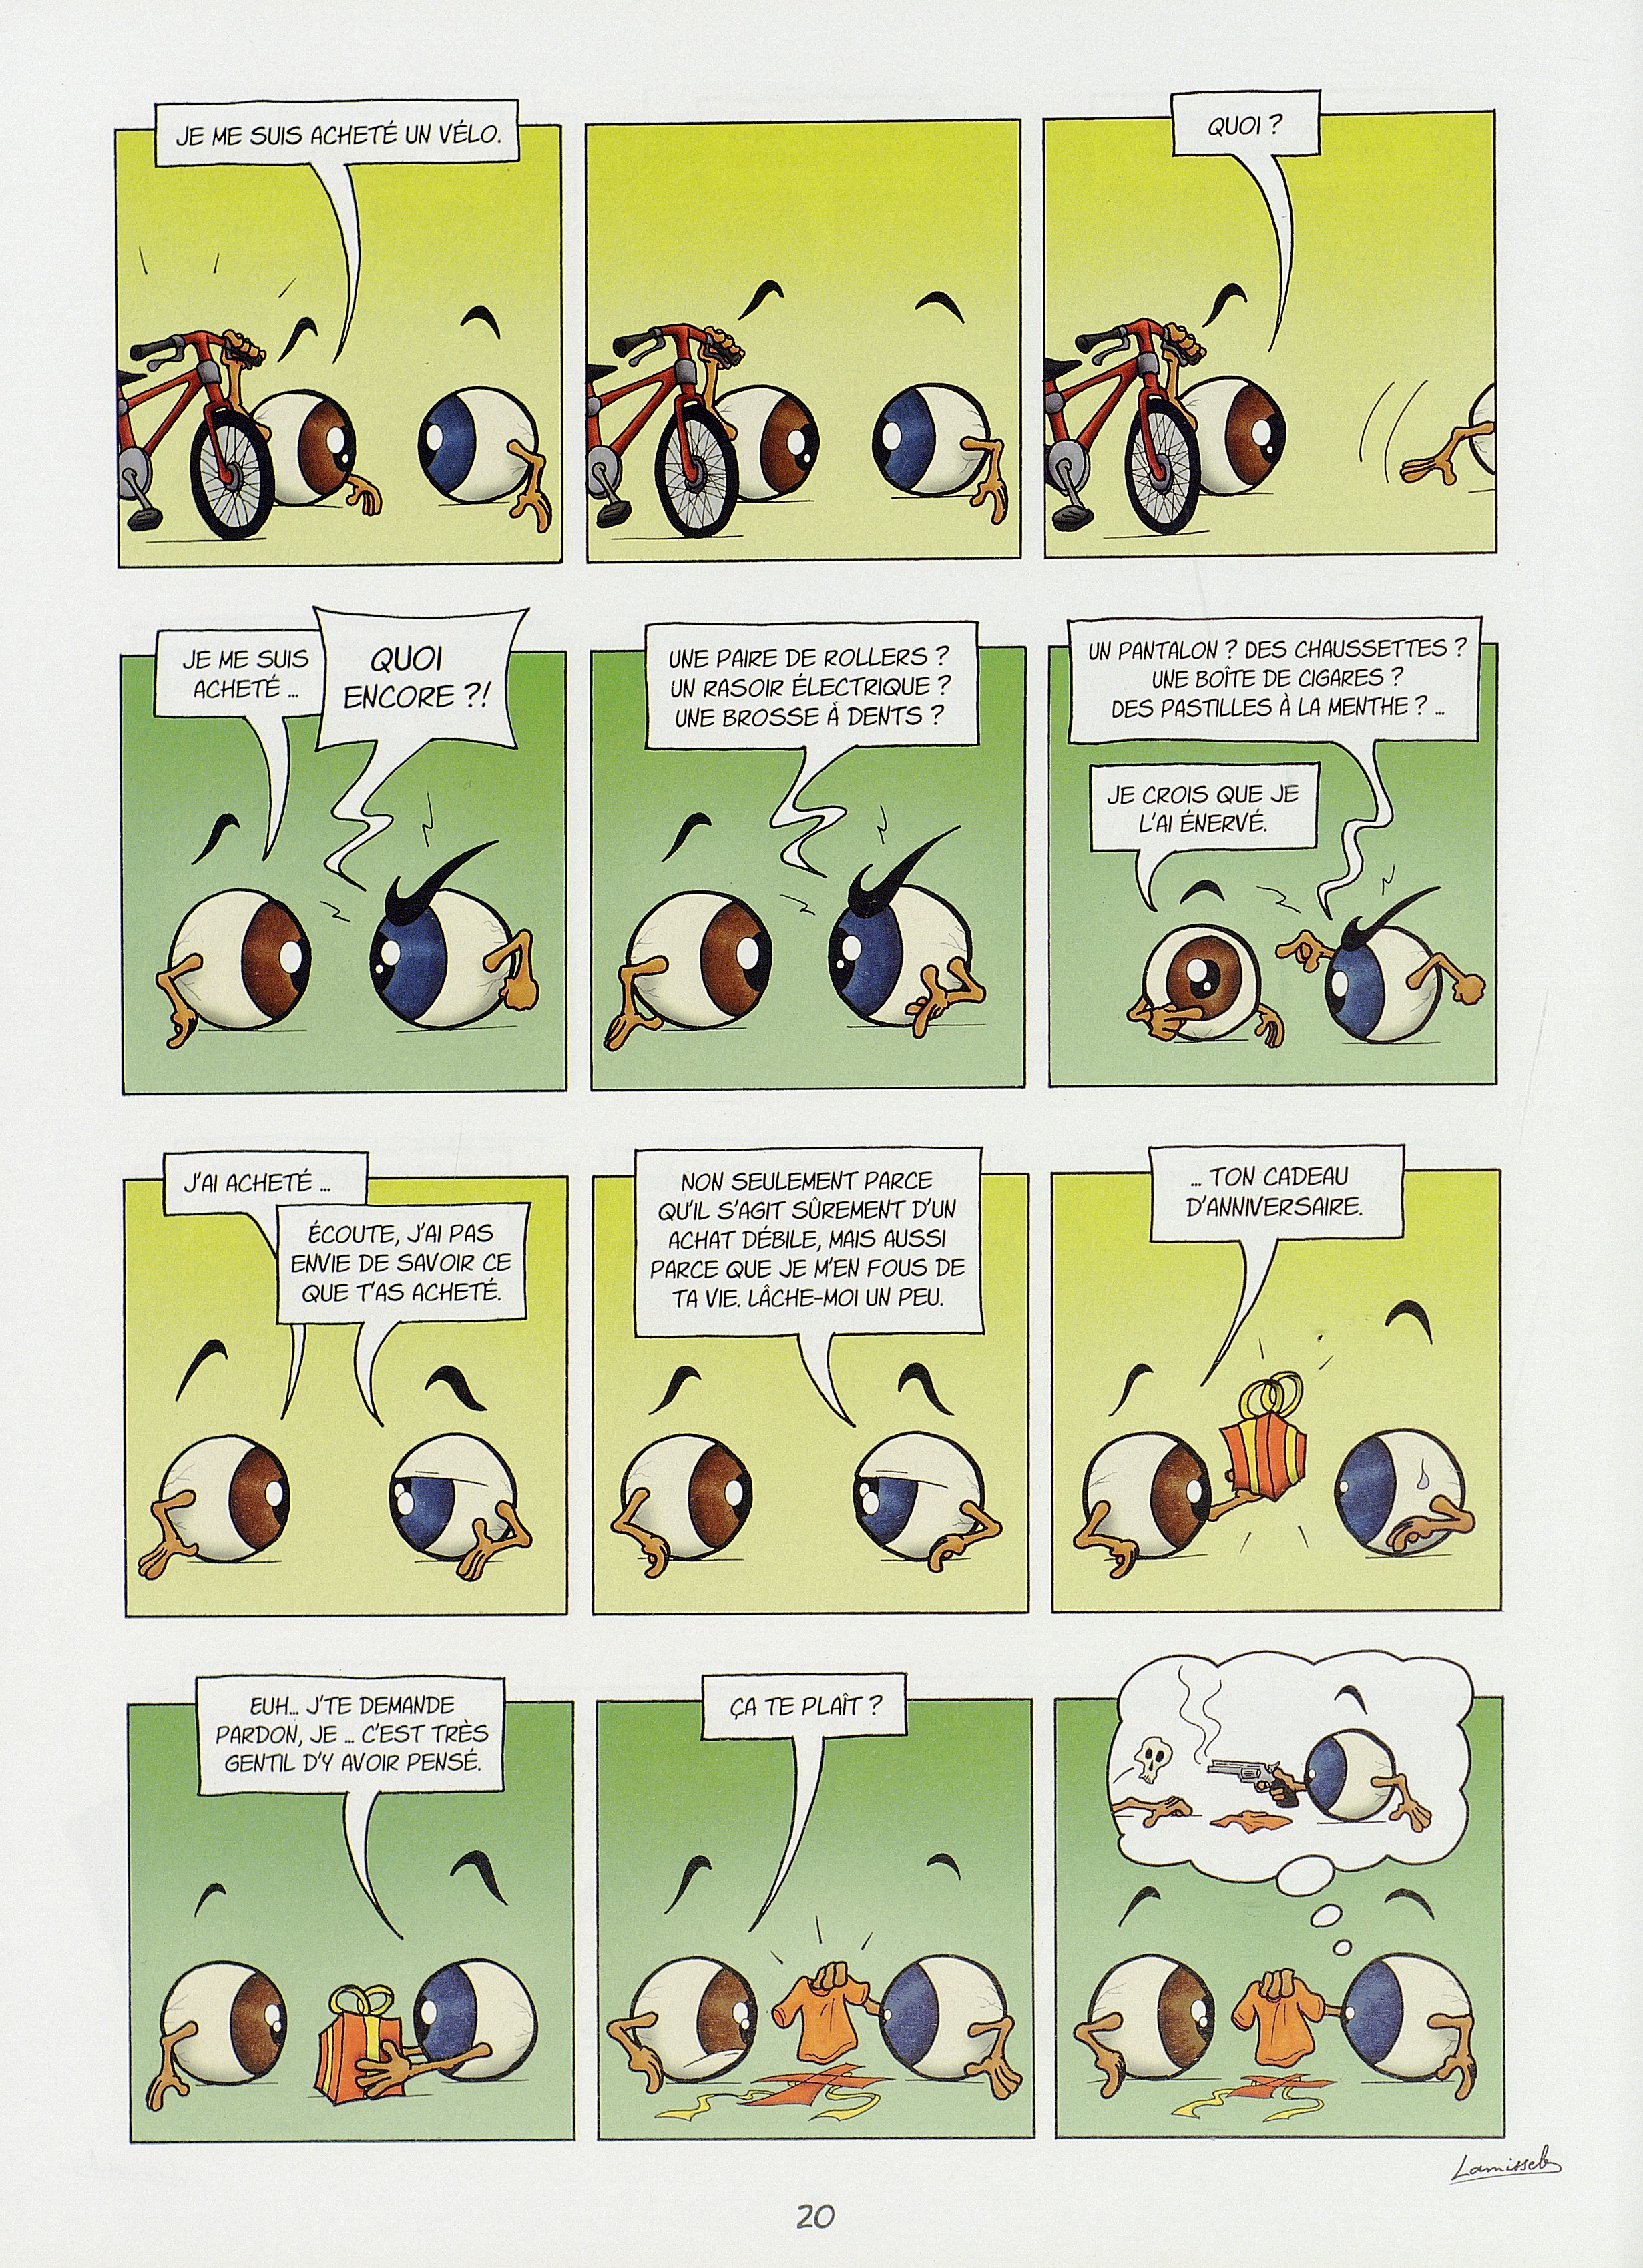 JE ME SUIS ACHETÉ UN VÉLO.
QUOI ?
JE ME SUIS
ACHETÉ ...
QUOI
ENCORE ?!
UNE PAIRE DE ROLLERS ?
UN RASOIR ÉLECTRIQUE ?
UNE BROSSE À DENTS ?
UN PANTALON ? DES CHAUSSETTES ?
UNE BOÎTE DE CIGARES ?
DES PASTILLES À LA MENTHE ? ...
JE CROIS QUE JE
L'AI ÉNERVÉ.
J'AI ACHETÉ ...
ÉCOUTE, J'AI PAS
ENVIE DE SAVOIR CE
QUE T'AS ACHETÉ.
NON SEULEMENT PARCE
QU'IL S'AGIT SÛREMENT D'UN
ACHAT DÉBILE, MAIS AUSSI
PARCE QUE JE M'EN FOUS DE
TA VIE. LÂCHE-MOI UN PEU.
... TON CADEAU
D'ANNIVERSAIRE.
EUH... J'TE DEMANDE
PARDON, JE ... C'EST TRÈS
GENTIL D'Y AVOIR PENSÉ.
ÇA TE PLAÎT ?
20